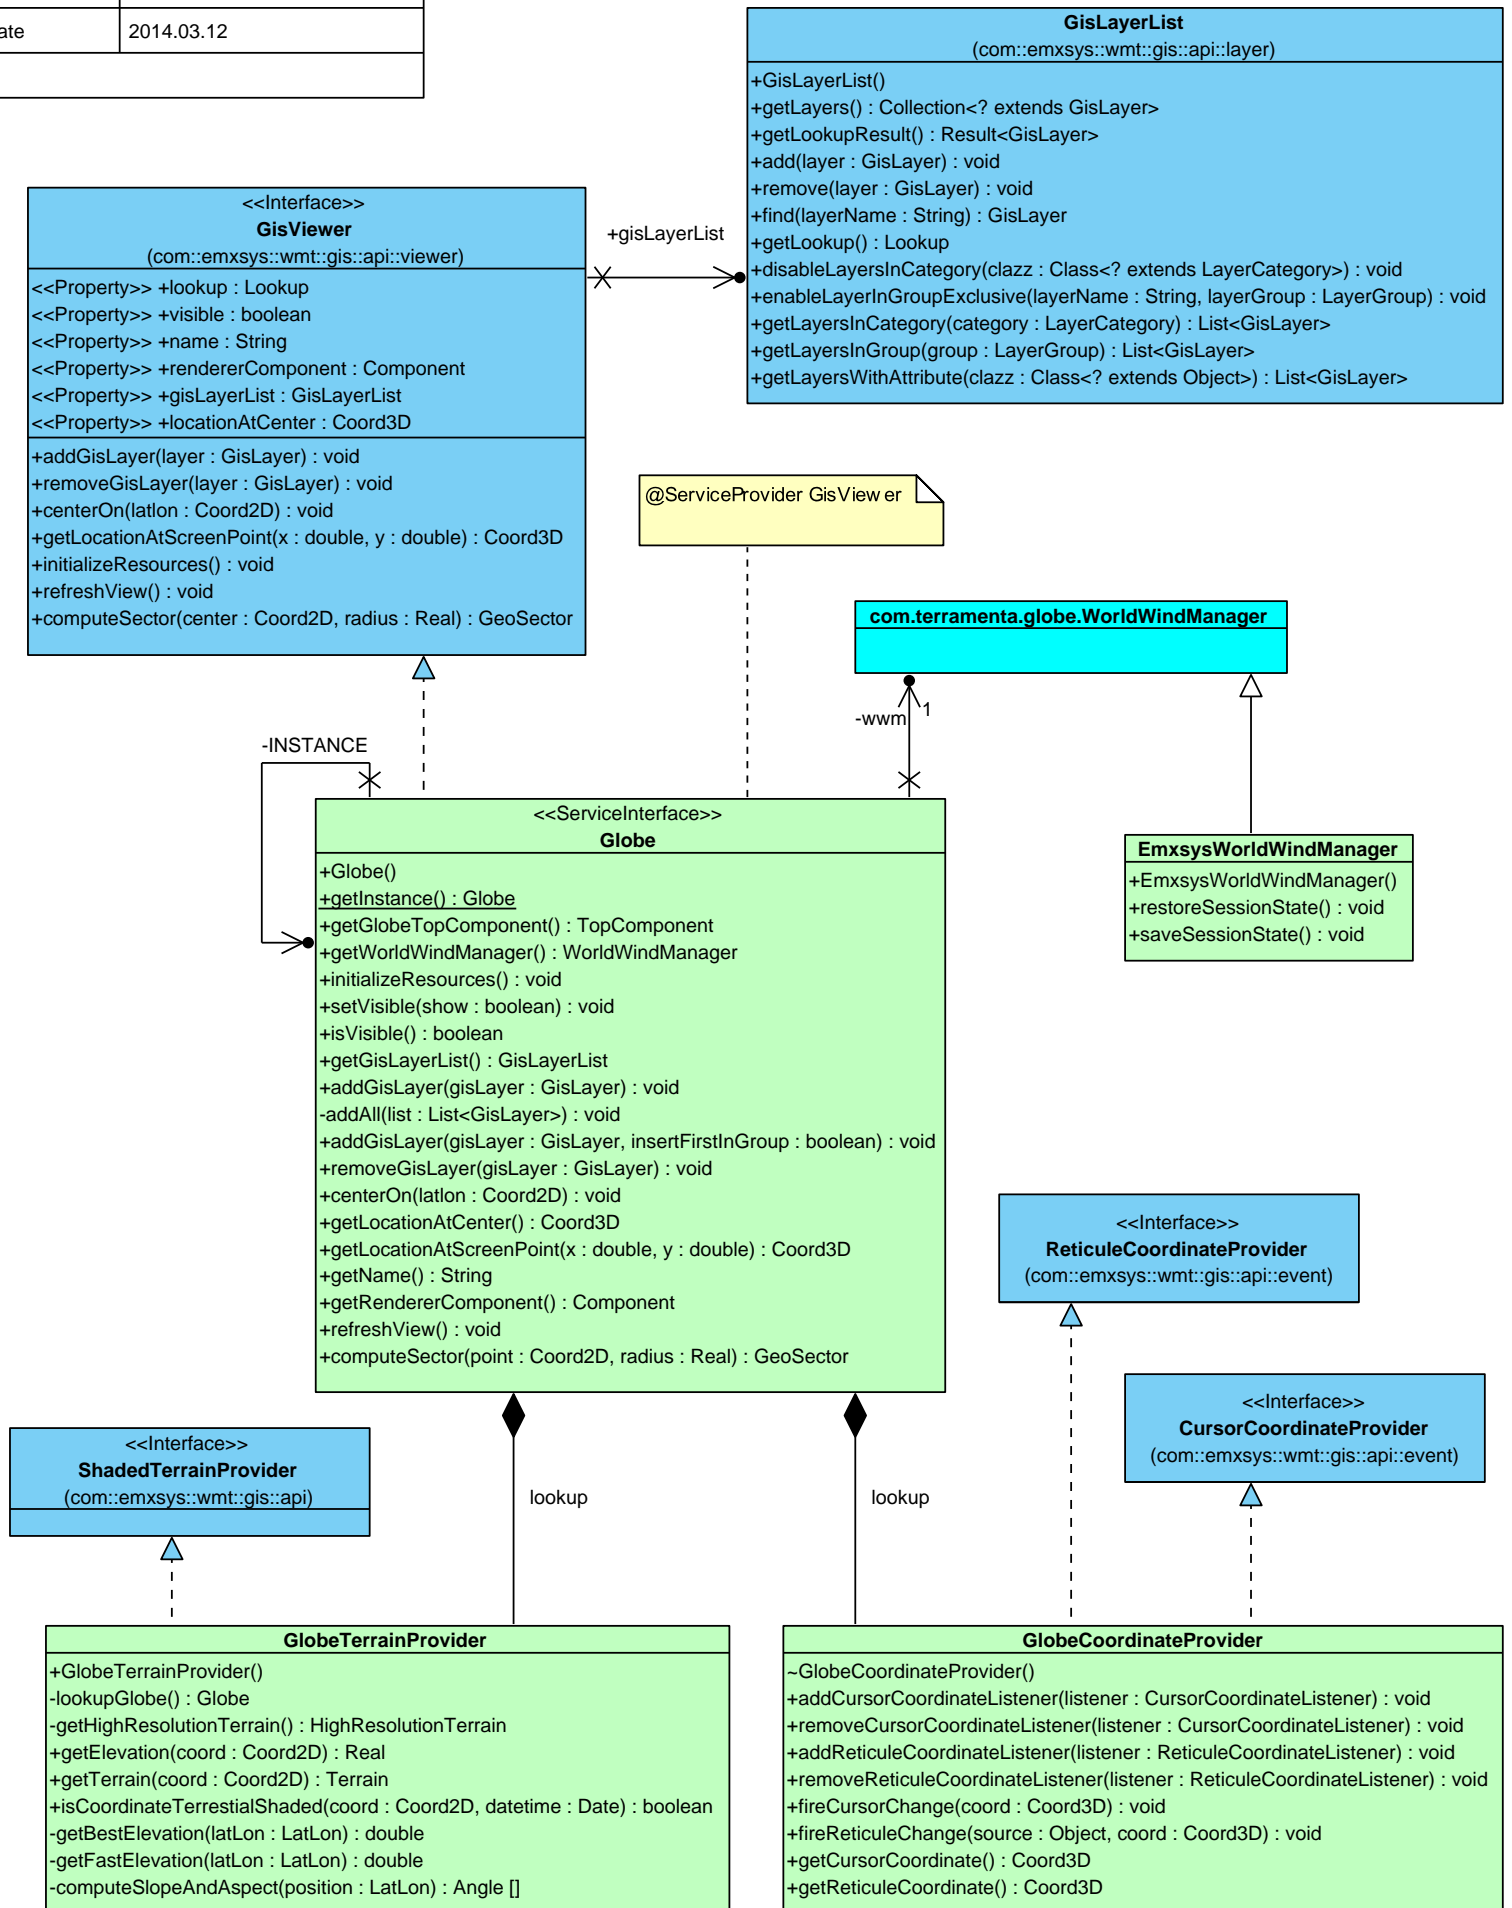 ate
2014.03.12
GisLayerList
(com::emxsys::wmt::gis::api::layer)
+GisLayerList()
+getLayers() : Collection<? extends GisLayer>
+getLookupResult() : Result<GisLayer>
+add(layer : GisLayer) : void
+remove(layer : GisLayer) : void
+find(layerName : String) : GisLayer
+getLookup() : Lookup
+disableLayersInCategory(clazz : Class<? extends LayerCategory>) : void
+enableLayerInGroupExclusive(layerName : String, layerGroup : LayerGroup) : void
+getLayersInCategory(category : LayerCategory) : List<GisLayer>
+getLayersInGroup(group : LayerGroup) : List<GisLayer>
+getLayersWithAttribute(clazz : Class<? extends Object>) : List<GisLayer>
<<Interface>>
GisViewer
(com::emxsys::wmt::gis::api::viewer)
<<Property>> +lookup : Lookup
<<Property>> +visible : boolean
<<Property>> +name : String
<<Property>> +rendererComponent : Component
<<Property>> +gisLayerList : GisLayerList
<<Property>> +locationAtCenter : Coord3D
+addGisLayer(layer : GisLayer) : void
+removeGisLayer(layer : GisLayer) : void
+centerOn(latlon : Coord2D) : void
+getLocationAtScreenPoint(x : double, y : double) : Coord3D
+initializeResources() : void
+refreshView() : void
+computeSector(center : Coord2D, radius : Real) : GeoSector
+gisLayerList
@ServiceProvider GisViewer
com.terramenta.globe.WorldWindManager
-wwm
1
-INSTANCE
<<ServiceInterface>>
Globe
+Globe()
+getInstance() : Globe
+getGlobeTopComponent() : TopComponent
+getWorldWindManager() : WorldWindManager
+initializeResources() : void
+setVisible(show : boolean) : void
+isVisible() : boolean
+getGisLayerList() : GisLayerList
+addGisLayer(gisLayer : GisLayer) : void
-addAll(list : List<GisLayer>) : void
+addGisLayer(gisLayer : GisLayer, insertFirstInGroup : boolean) : void
+removeGisLayer(gisLayer : GisLayer) : void
+centerOn(latlon : Coord2D) : void
+getLocationAtCenter() : Coord3D
+getLocationAtScreenPoint(x : double, y : double) : Coord3D
+getName() : String
+getRendererComponent() : Component
+refreshView() : void
+computeSector(point : Coord2D, radius : Real) : GeoSector
EmxsysWorldWindManager
+EmxsysWorldWindManager()
+restoreSessionState() : void
+saveSessionState() : void
<<Interface>>
ReticuleCoordinateProvider
(com::emxsys::wmt::gis::api::event)
<<Interface>>
CursorCoordinateProvider
(com::emxsys::wmt::gis::api::event)
<<Interface>>
ShadedTerrainProvider
(com::emxsys::wmt::gis::api)
lookup
lookup
GlobeTerrainProvider
+GlobeTerrainProvider()
-lookupGlobe() : Globe
-getHighResolutionTerrain() : HighResolutionTerrain
+getElevation(coord : Coord2D) : Real
+getTerrain(coord : Coord2D) : Terrain
+isCoordinateTerrestialShaded(coord : Coord2D, datetime : Date) : boolean
-getBestElevation(latLon : LatLon) : double
-getFastElevation(latLon : LatLon) : double
-computeSlopeAndAspect(position : LatLon) : Angle []
GlobeCoordinateProvider
~GlobeCoordinateProvider()
+addCursorCoordinateListener(listener : CursorCoordinateListener) : void
+removeCursorCoordinateListener(listener : CursorCoordinateListener) : void
+addReticuleCoordinateListener(listener : ReticuleCoordinateListener) : void
+removeReticuleCoordinateListener(listener : ReticuleCoordinateListener) : void
+fireCursorChange(coord : Coord3D) : void
+fireReticuleChange(source : Object, coord : Coord3D) : void
+getCursorCoordinate() : Coord3D
+getReticuleCoordinate() : Coord3D